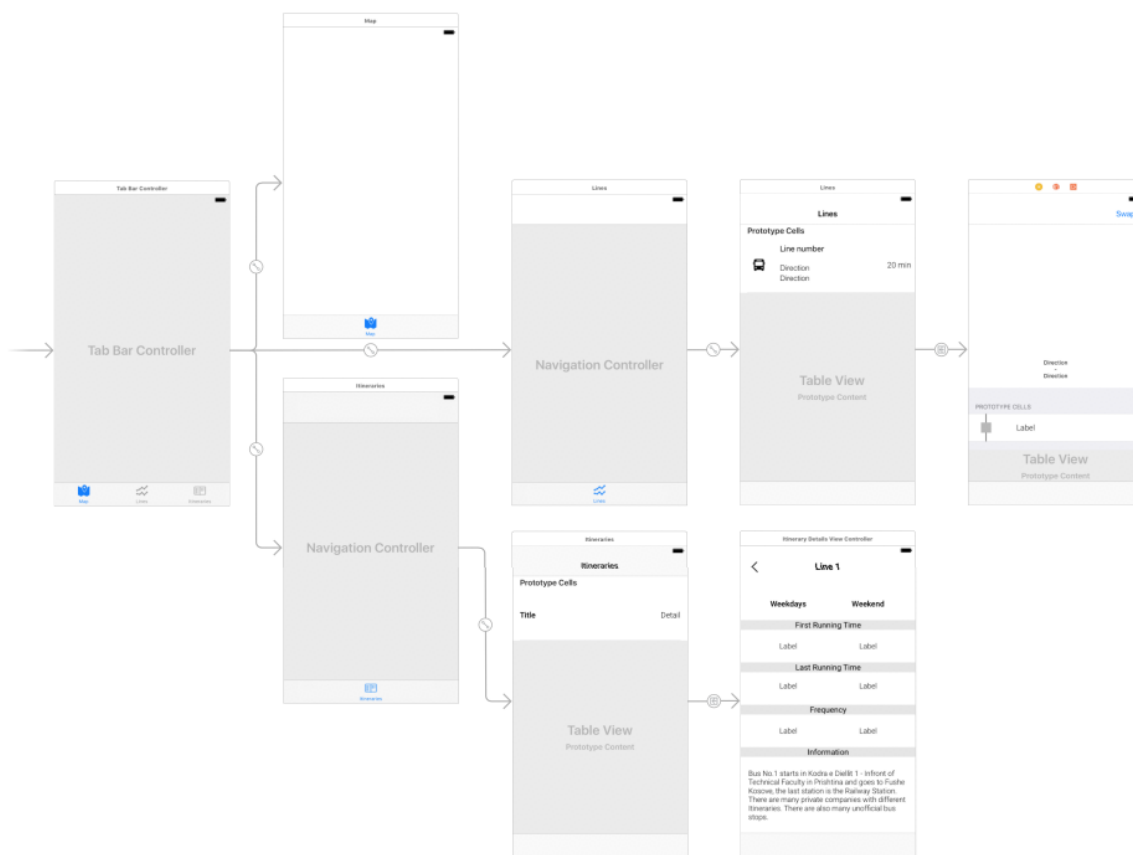 Map
Map
Tab Bar Controller
Tab Bar Controller
Map
Lines
Itineraries
Itineraries
Navigation Controller
Itineraries
Lines
Navigation Controller
Lines
Lines
Lines
Prototype Cells
Line number
Direction
Direction
20 min
Table View
Prototype Content
Swap
Direction
-
Direction
PROTOTYPE CELLS
Label
Table View
Prototype Content
Itineraries
Itineraries
Prototype Cells
Title
Detail
Table View
Prototype Content
Itinerary Details View Controller
Line 1
Weekdays Weekend
First Running Time
Label Label
Last Running Time
Label Label
Frequency
Label Label
Information
Bus No.1 starts in Kodra e Diellit 1 - Infront of
Technical Faculty in Prishtina and goes to Fushe
Kosove, the last station is the Railway Station.
There are many private companies with different
Itineraries. There are also many unofficial bus
stops.